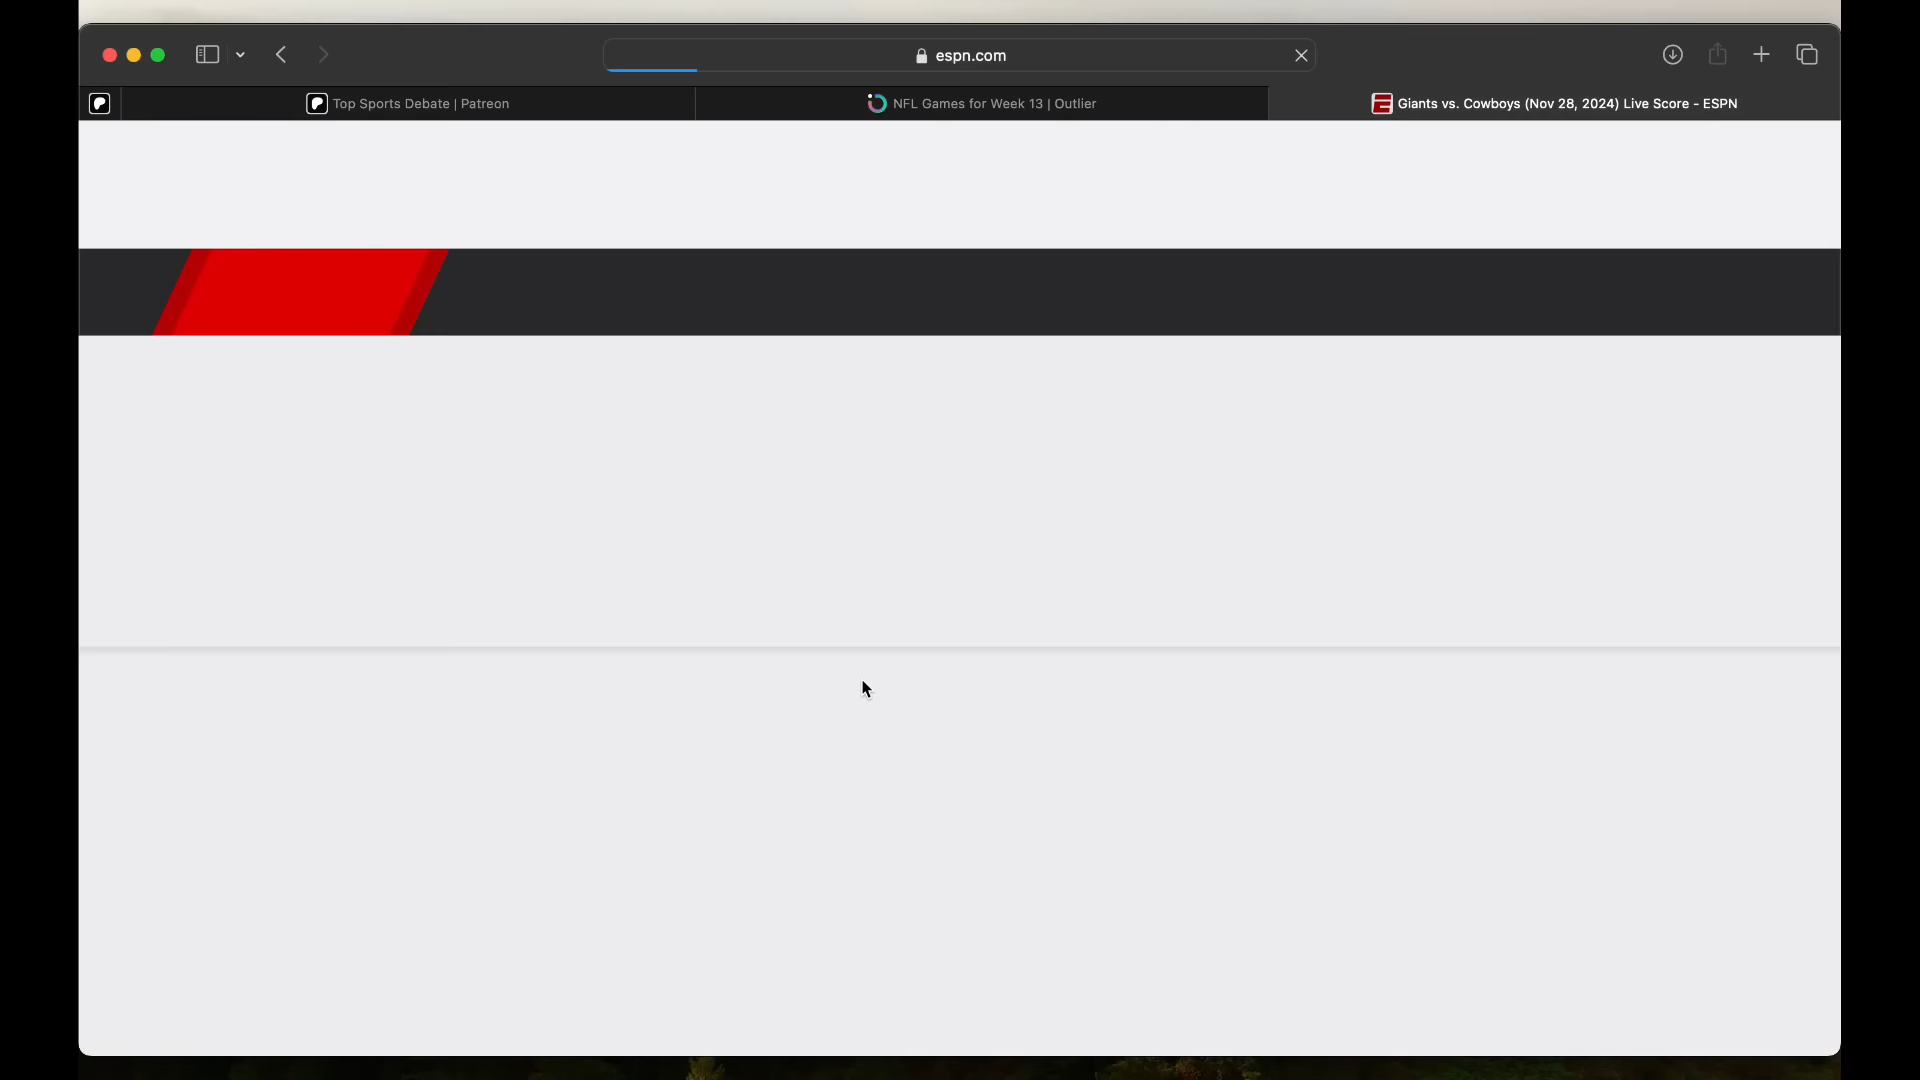 espn.com
Top Sports Debate | Patreon
NFL Games for Week 13 | Outlier
Giants vs. Cowboys (Nov 28, 2024) Live Score - ESPN